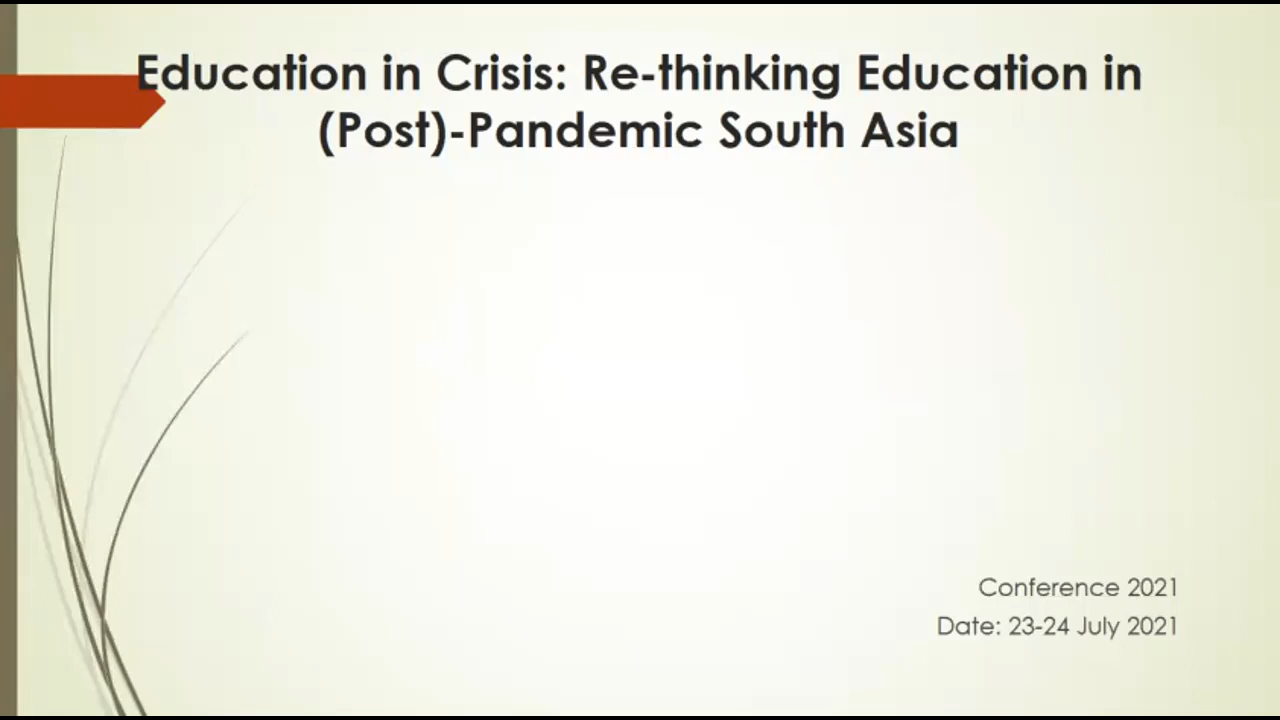 Education in Crisis: Re-thinking Education in
(Post)-Pandemic South Asia
Conference 2021
Date: 23-24 July 2021